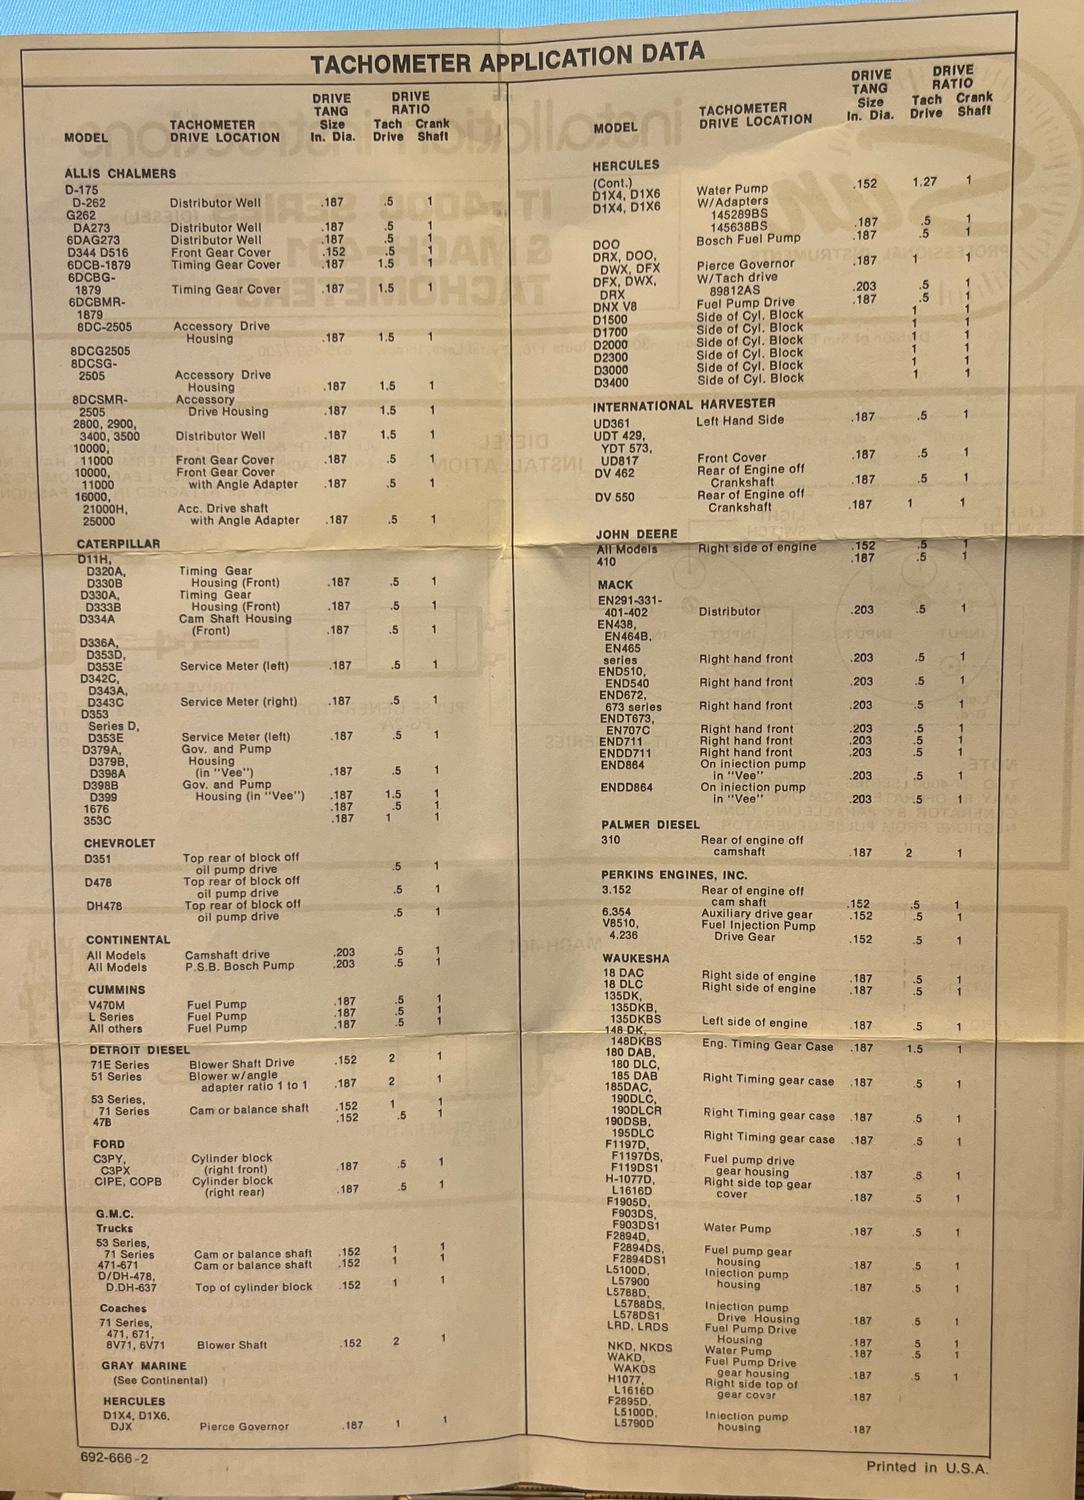 TACHOMETER APPLICATION DATA
MODEL TACHOMETER DRIVE LOCATION DRIVE TANG Size In. Dia. DRIVE RATIO Tach Drive Crank Shaft
ALLIS CHALMERS
D-175
D-262 Distributor Well .187 .5 1
G262
DA273 Distributor Well .187 .5 1
6DAG273 Distributor Well .187 .5 1
D344 D516 Front Gear Cover .152 .5 1
6DCB-1879 Timing Gear Cover .187 1.5 1
6DCBG-
1879 Timing Gear Cover .187 1.5 1
6DCBMR-
1879
8DC-2505 Accessory Drive
Housing .187 1.5 1
8DCG2505
8DCSG-
2505 Accessory Drive
Housing .187 1.5 1
8DCSMR- Accessory
2505 Drive Housing .187 1.5 1
2800, 2900,
3400, 3500 Distributor Well .187 1.5 1
10000,
11000 Front Gear Cover .187 .5 1
10000, Front Gear Cover
11000 with Angle Adapter .187 .5 1
16000,
21000H, Acc. Drive shaft
25000 with Angle Adapter .187 .5 1
CATERPILLAR
D11H,
D320A, Timing Gear
D330B Housing (Front) .187 .5 1
D330A, Timing Gear
D333B Housing (Front) .187 .5 1
D334A Cam Shaft Housing
(Front) .187 .5 1
D336A,
D353D,
D353E Service Meter (left) .187 .5 1
D342C,
D343A,
D343C Service Meter (right) .187 .5 1
D353
Series D,
D353E Service Meter (left) .187 .5 1
D379A, Gov. and Pump
D379B, Housing
D398A (in "Vee") .187 .5 1
D398B Gov. and Pump
D399 Housing (in "Vee") .187 1.5 1
1676 .187 .5 1
353C .187 1 1
CHEVROLET
D351 Top rear of block off
oil pump drive .5 1
D478 Top rear of block off
oil pump drive .5 1
DH478 Top rear of block off
oil pump drive .5 1
CONTINENTAL
All Models Camshaft drive .203 .5 1
All Models P.S.B. Bosch Pump .203 .5 1
CUMMINS
V470M Fuel Pump .187 .5 1
L Series Fuel Pump .187 .5 1
All others Fuel Pump .187 .5 1
DETROIT DIESEL
71E Series Blower Shaft Drive .152 2 1
51 Series Blower w/angle
adapter ratio 1 to 1 .187 2 1
53 Series,
71 Series Cam or balance shaft .152 1 1
47B .152 .5 1
FORD
C3PY, Cylinder block
C3PX (right front) .187 .5 1
CIPE, COPB Cylinder block
(right rear) .187 .5 1
G.M.C.
Trucks
53 Series,
71 Series Cam or balance shaft .152 1 1
471-671 Cam or balance shaft .152 1 1
D/DH-478,
D.DH-637 Top of cylinder block .152 1 1
Coaches
71 Series,
471, 671,
8V71, 6V71 Blower Shaft .152 2 1
GRAY MARINE
(See Continental)
HERCULES
D1X4, D1X6,
DJX Pierce Governor .187 1 1
692-666-2
MODEL TACHOMETER DRIVE LOCATION DRIVE TANG Size In. Dia. DRIVE RATIO Tach Drive Crank Shaft
HERCULES
(Cont.)
D1X4, D1X6 Water Pump .152 1.27 1
D1X4, D1X6 W/Adapters
145289BS .187 .5 1
145638BS .187 .5 1
DOO Bosch Fuel Pump
DRX, DOO,
DWX, DFX Pierce Governor .187 1 1
DFX, DWX, W/Tach drive
DRX 89812AS .203 .5 1
DNX V8 Fuel Pump Drive .187 .5 1
D1500 Side of Cyl. Block 1 1
D1700 Side of Cyl. Block 1 1
D2000 Side of Cyl. Block 1 1
D2300 Side of Cyl. Block 1 1
D3000 Side of Cyl. Block 1 1
D3400 Side of Cyl. Block 1 1
INTERNATIONAL HARVESTER
UD361 Left Hand Side .187 .5 1
UDT 429,
YDT 573,
UD817 Front Cover .187 .5 1
DV 462 Rear of Engine off
Crankshaft .187 .5 1
DV 550 Rear of Engine off
Crankshaft .187 1 1
JOHN DEERE
All Models Right side of engine .152 .5 1
410 .187 .5 1
MACK
EN291-331-
401-402 Distributor .203 .5 1
EN438,
EN464B,
EN465
series Right hand front .203 .5 1
END510,
END540 Right hand front .203 .5 1
END672,
673 series Right hand front .203 .5 1
ENDT673,
EN707C Right hand front .203 .5 1
END711 Right hand front .203 .5 1
ENDD711 Right hand front .203 .5 1
END864 On injection pump
in "Vee" .203 .5 1
ENDD864 On injection pump
in "Vee" .203 .5 1
PALMER DIESEL
310 Rear of engine off
camshaft .187 2 1
PERKINS ENGINES, INC.
3.152 Rear of engine off
cam shaft .152 .5 1
6.354 Auxiliary drive gear .152 .5 1
V8510, Fuel Injection Pump
4.236 Drive Gear .152 .5 1
WAUKESHA
18 DAC Right side of engine .187 .5 1
18 DLC Right side of engine .187 .5 1
135DK,
135DKB,
135DKBS Left side of engine .187 .5 1
148 DK,
148DKBS Eng. Timing Gear Case .187 1.5 1
180 DAB,
180 DLC,
185 DAB Right Timing gear case .187 .5 1
185DAC,
190DLC,
190DLCR Right Timing gear case .187 .5 1
190DSB,
195DLC Right Timing gear case .187 .5 1
F1197D,
F1197DS, Fuel pump drive
F119DS1 gear housing .187 .5 1
H-1077D, Right side top gear
L1616D cover .187 .5 1
F1905D,
F903DS,
F903DS1 Water Pump .187 .5 1
F2894D,
F2894DS, Fuel pump gear
F2894DS1 housing .187 .5 1
L5100D, Injection pump
L57900 housing .187 .5 1
L5788D,
L5788DS, Injection pump
L578DS1 Drive Housing .187 .5 1
LRD, LRDS Fuel Pump Drive
Housing .187 .5 1
NKD, NKDS Water Pump .187 .5 1
WAKD, Fuel Pump Drive
WAKDS gear housing .187 .5 1
H1077, Right side top of
L1616D gear cover 187
F2895D,
L5100D, Injection pump
L5790D housing .187
Printed in U.S.A.